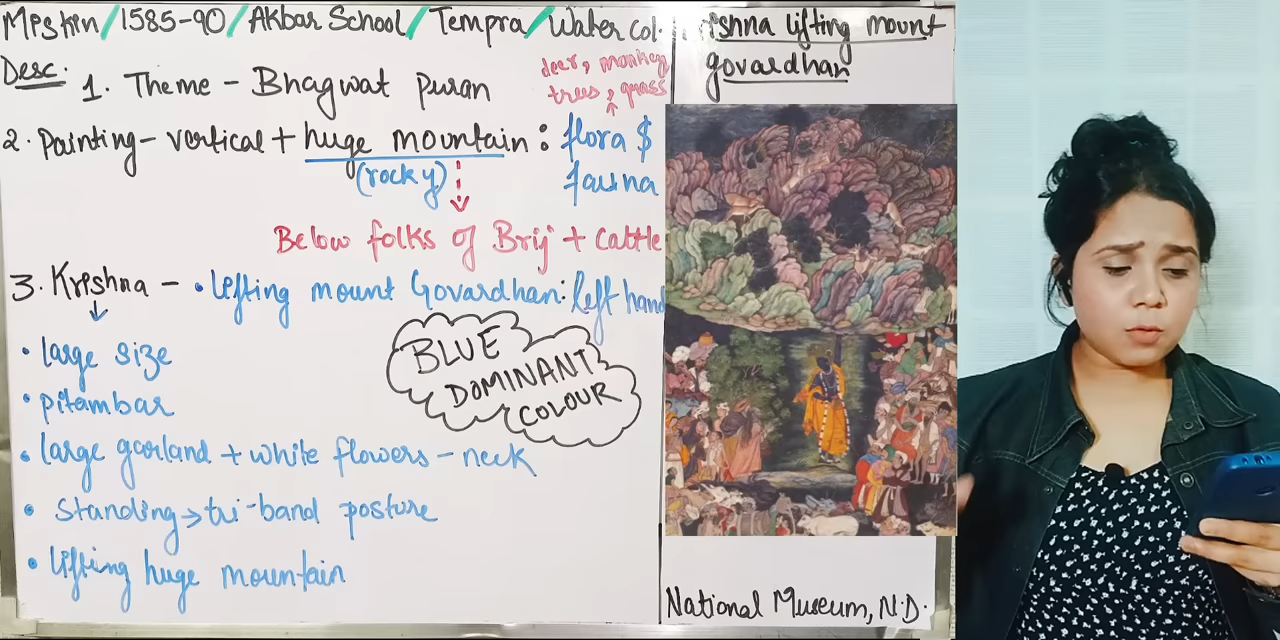 Miskin/1585-90/Akbar School/Tempra/Water Col.
ishna lifting mount
govardhan
Desc.
1. Theme - Bhagwat puran
deer, monkey
trees, grass
2. Painting - vertical + huge mountain : flora $
fauna
(rocky)
Below folks of Brij + Cattle
3. Krishna - • Lifting mount Govardhan: left hand
• large size
• pitambar
• large garland + white flowers - neck
• standing → tri-band posture
• lifting huge mountain
BLUE
DOMINANT
COLOUR
National Museum, N.D.